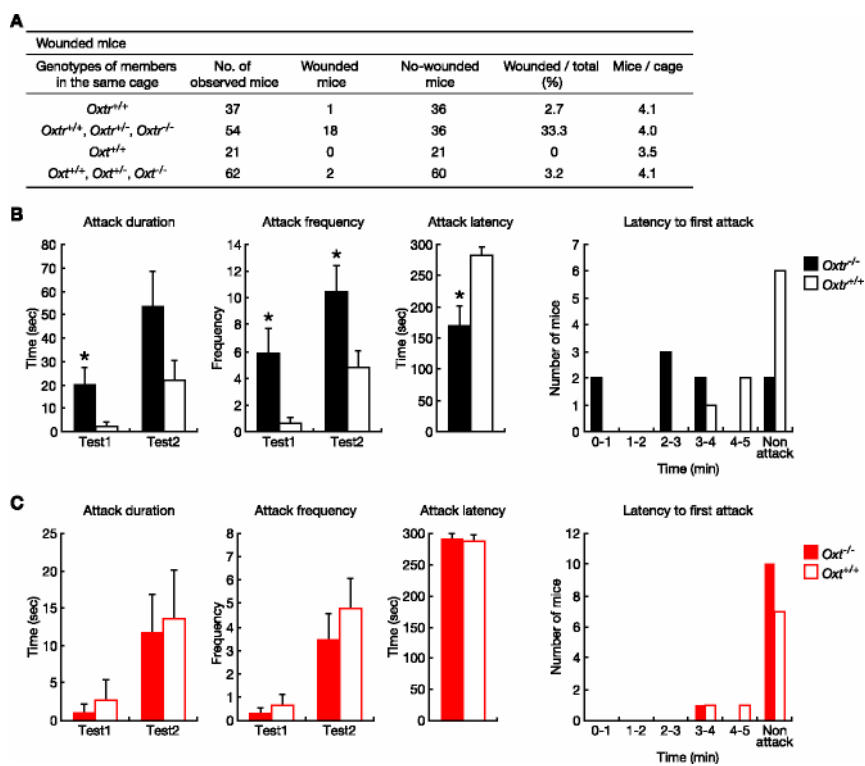 A
Wounded mice
Genotypes of members in the same cage No. of observed mice Wounded mice No-wounded mice Wounded / total (%) Mice / cage
Oxtr+/+ 37 1 36 2.7 4.1
Oxtr+/+, Oxtr+/-, Oxtr-/- 54 18 36 33.3 4.0
Oxt+/+ 21 0 21 0 3.5
Oxt+/+, Oxt+/-, Oxt-/- 62 2 60 3.2 4.1
B
Attack duration
Time (sec)
80
70
60
50
40
30
20
10
0
*
Test1 Test2
Attack frequency
Frequency
14
12
10
8
6
4
2
0
* *
Test1 Test2
Attack latency
Time (sec)
300
250
200
150
100
50
0
*
Latency to first attack
Number of mice
7
6
5
4
3
2
1
0
0-1 1-2 2-3 3-4 4-5 Non attack
Time (min)
Oxtr-/-
Oxtr+/+
C
Attack duration
Time (sec)
25
20
15
10
5
0
Test1 Test2
Attack frequency
Frequency
8
7
6
5
4
3
2
1
0
Test1 Test2
Attack latency
Time (sec)
300
250
200
150
100
50
0
Latency to first attack
Number of mice
12
10
8
6
4
2
0
0-1 1-2 2-3 3-4 4-5 Non attack
Time (min)
Oxt-/-
Oxt+/+